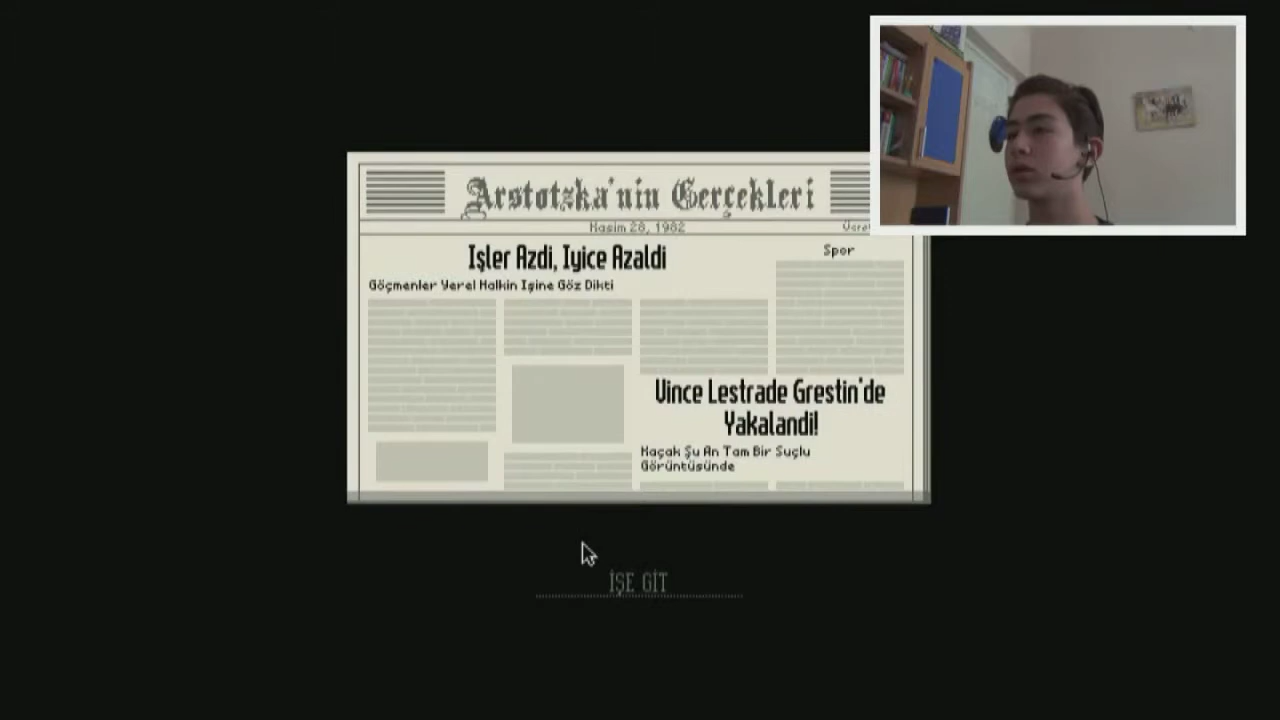 Arstotzka'nin Gerçekleri
Kasim 28, 1982
Işler Azdi, Iyice Azaldi
Spor
Göçmenler Yerel Halkin Işine Göz Dikti
Vince Lestrade Grestin'de
Yakalandi!
Kaçak Şu An Tam Bir Suçlu
Görüntüsünde
İŞE GİT